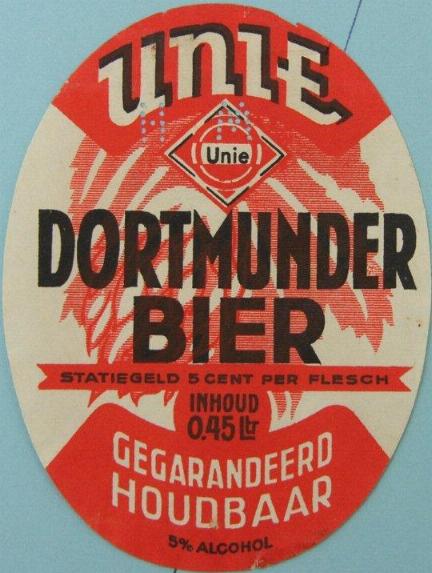 UNIE
Unie
DORTMUNDER
BIER
STATIEGELD 5 CENT PER FLESCH
INHOUD
0.45 Ltr
GEGARANDEERD
HOUDBAAR
5% ALCOHOL